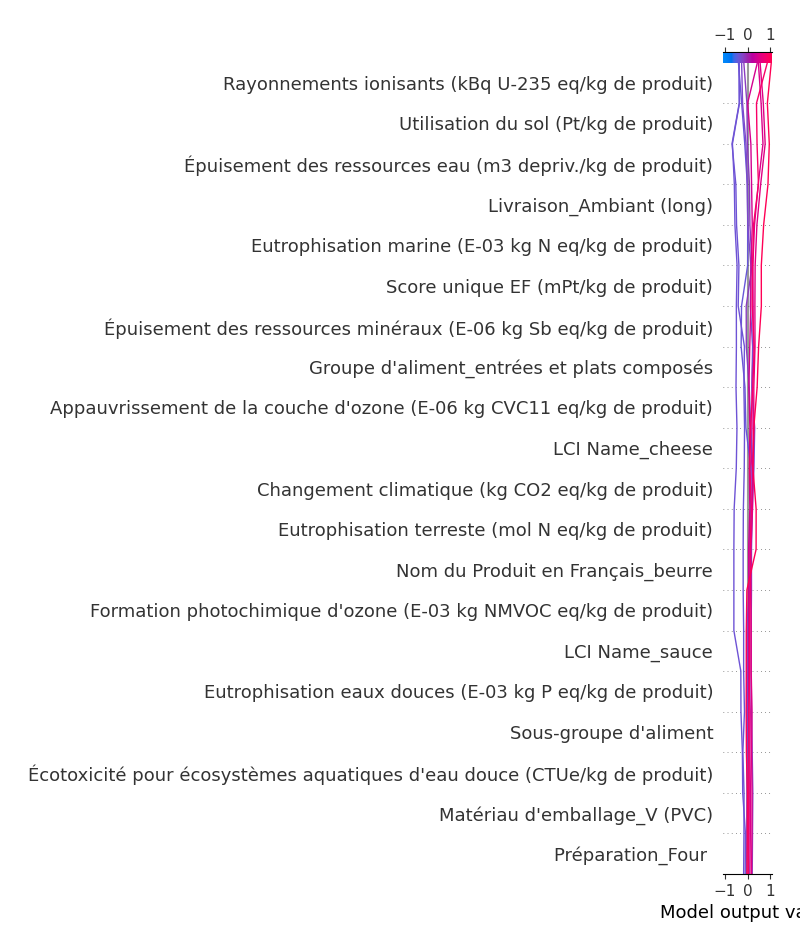 −1 0 1
Rayonnements ionisants (kBq U-235 eq/kg de produit)
Utilisation du sol (Pt/kg de produit)
Épuisement des ressources eau (m3 depriv./kg de produit)
Livraison_Ambiant (long)
Eutrophisation marine (E-03 kg N eq/kg de produit)
Score unique EF (mPt/kg de produit)
Épuisement des ressources minéraux (E-06 kg Sb eq/kg de produit)
Groupe d'aliment_entrées et plats composés
Appauvrissement de la couche d'ozone (E-06 kg CVC11 eq/kg de produit)
LCI Name_cheese
Changement climatique (kg CO2 eq/kg de produit)
Eutrophisation terreste (mol N eq/kg de produit)
Nom du Produit en Français_beurre
Formation photochimique d'ozone (E-03 kg NMVOC eq/kg de produit)
LCI Name_sauce
Eutrophisation eaux douces (E-03 kg P eq/kg de produit)
Sous-groupe d'aliment
Écotoxicité pour écosystèmes aquatiques d'eau douce (CTUe/kg de produit)
Matériau d'emballage_V (PVC)
Préparation_Four
−1 0 1
Model output va